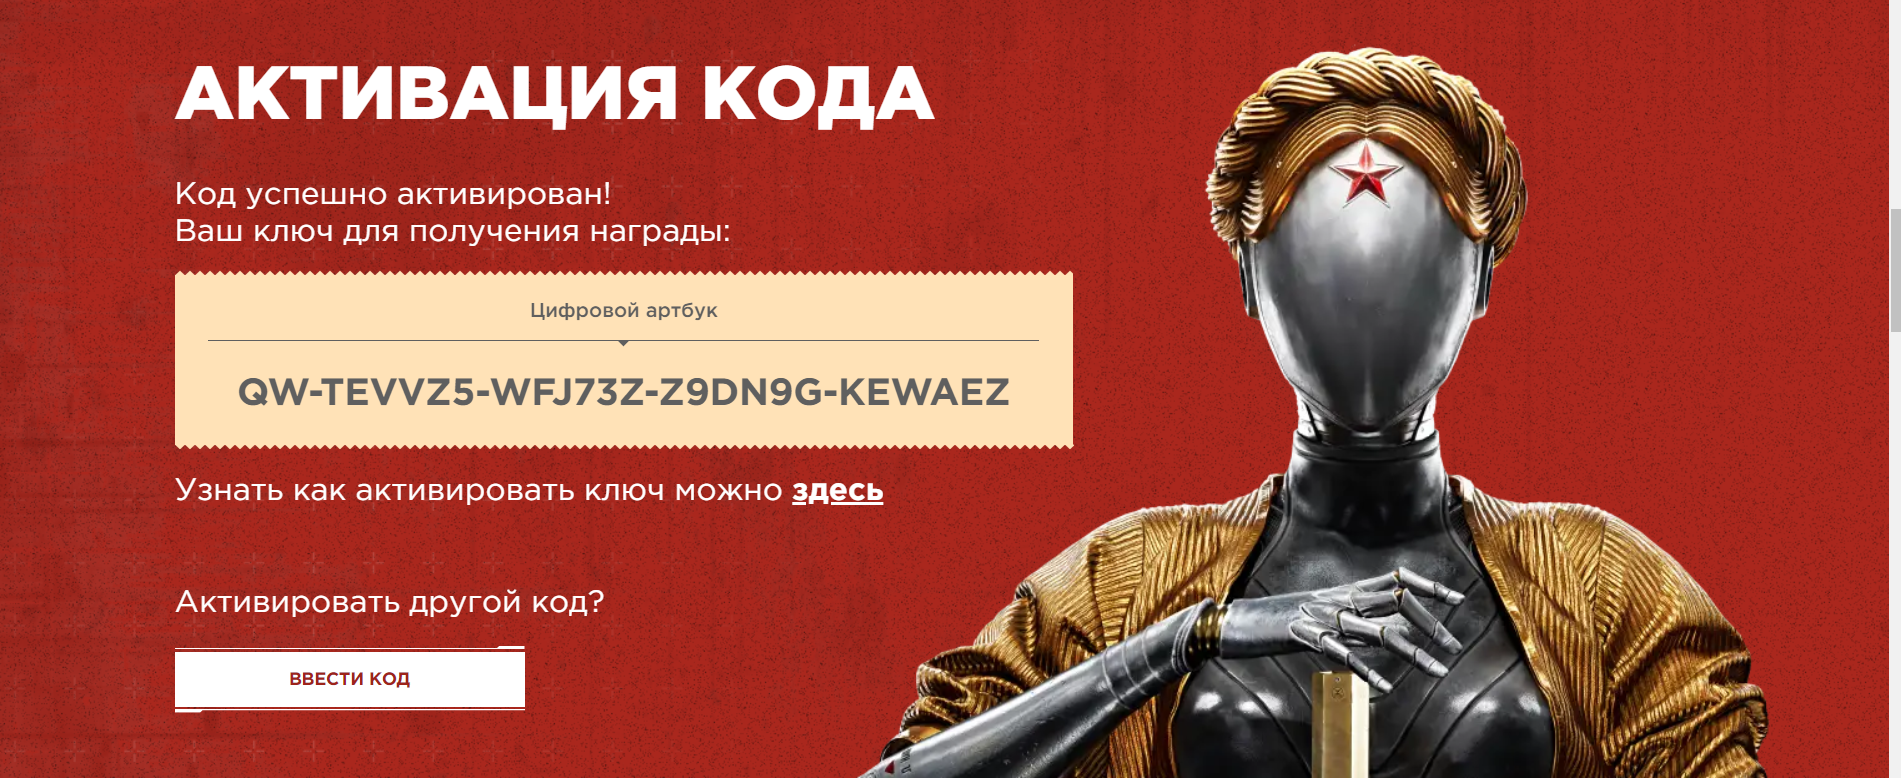 АКТИВАЦИЯ КОДА
Код успешно активирован!
Ваш ключ для получения награды:
Цифровой артбук
QW-TEVVZ5-WFJ73Z-Z9DN9G-KEWAEZ
Узнать как активировать ключ можно здесь
Активировать другой код?
ВВЕСТИ КОД